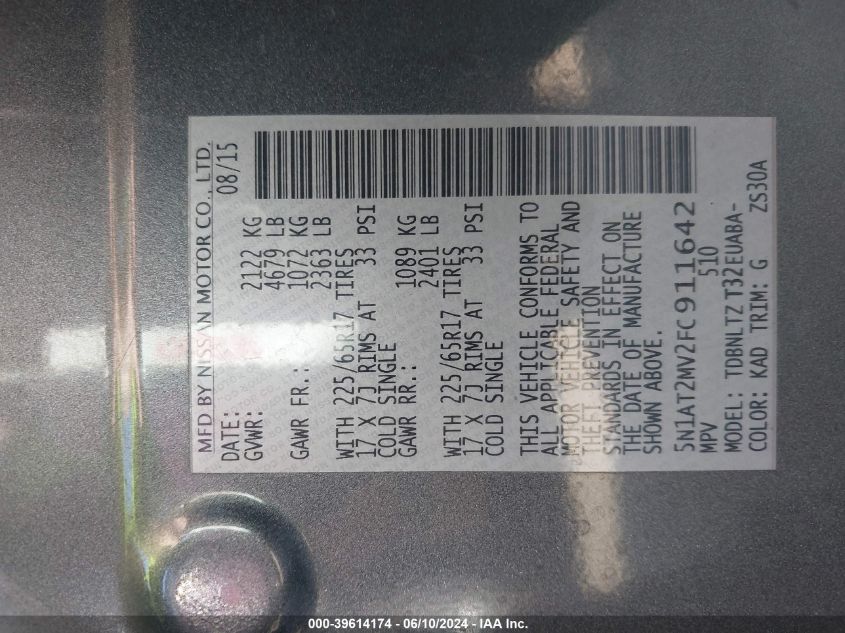 MFD BY NISSAN MOTOR CO., LTD.
DATE: 08/15
GVWR: 2122 KG
4679 LB
GAWR FR.: 1072 KG
2363 LB
WITH 225/65R17 TIRES
17 X 7J RIMS AT 33 PSI
COLD SINGLE
GAWR RR.: 1089 KG
2401 LB
WITH 225/65R17 TIRES
17 X 7J RIMS AT 33 PSI
COLD SINGLE
THIS VEHICLE CONFORMS TO
ALL APPLICABLE FEDERAL
MOTOR VEHICLE SAFETY AND
THEFT PREVENTION
STANDARDS IN EFFECT ON
THE DATE OF MANUFACTURE
SHOWN ABOVE.
5N1AT2MV2FC911642
MPV 510
MODEL: TDBNLTZ T32EUABA-
COLOR: KAD TRIM: G ZS30A
000-39614174 - 06/10/2024 - IAA Inc.